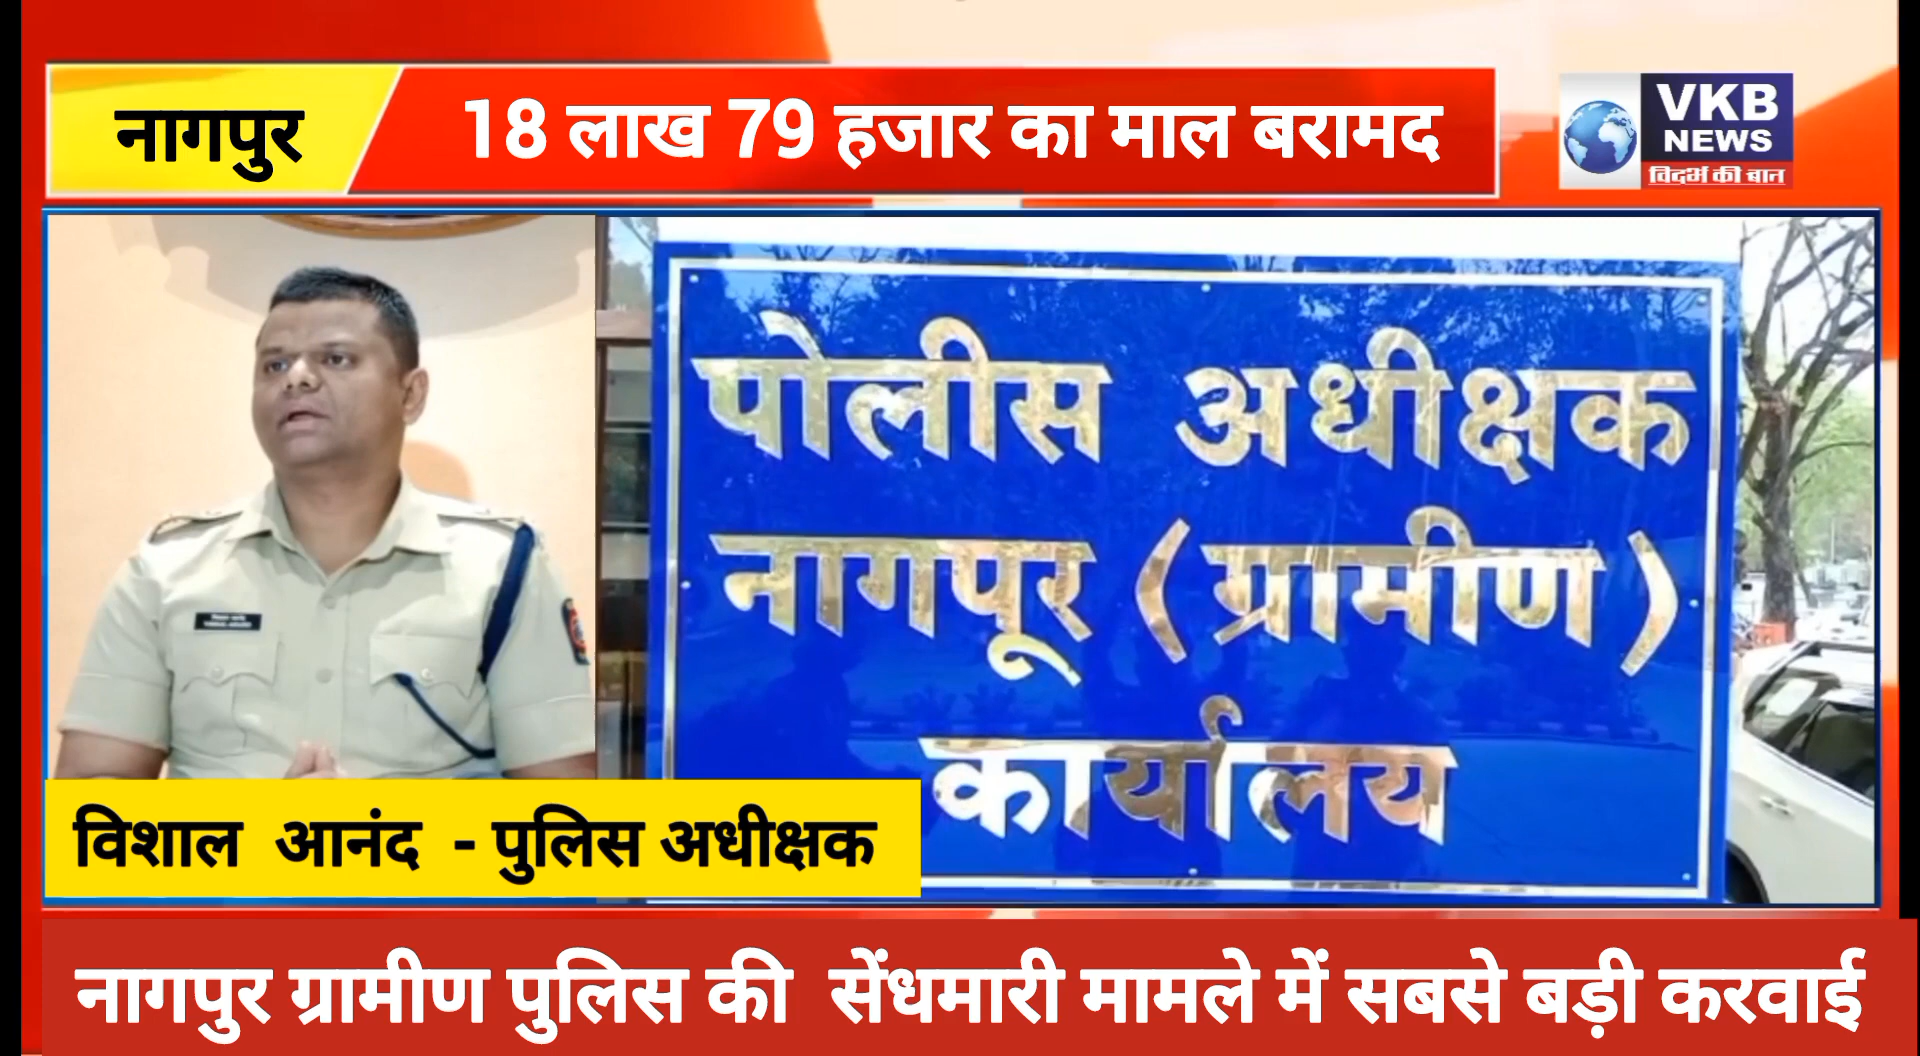 नागपुर
18 लाख 79 हजार का माल बरामद
VKB
NEWS
विदर्भ की बात
पोलीस अधीक्षक
नागपूर (ग्रामीण)
कार्यालय
विशाल आनंद - पुलिस अधीक्षक
नागपुर ग्रामीण पुलिस की सेंधमारी मामले में सबसे बड़ी करवाई